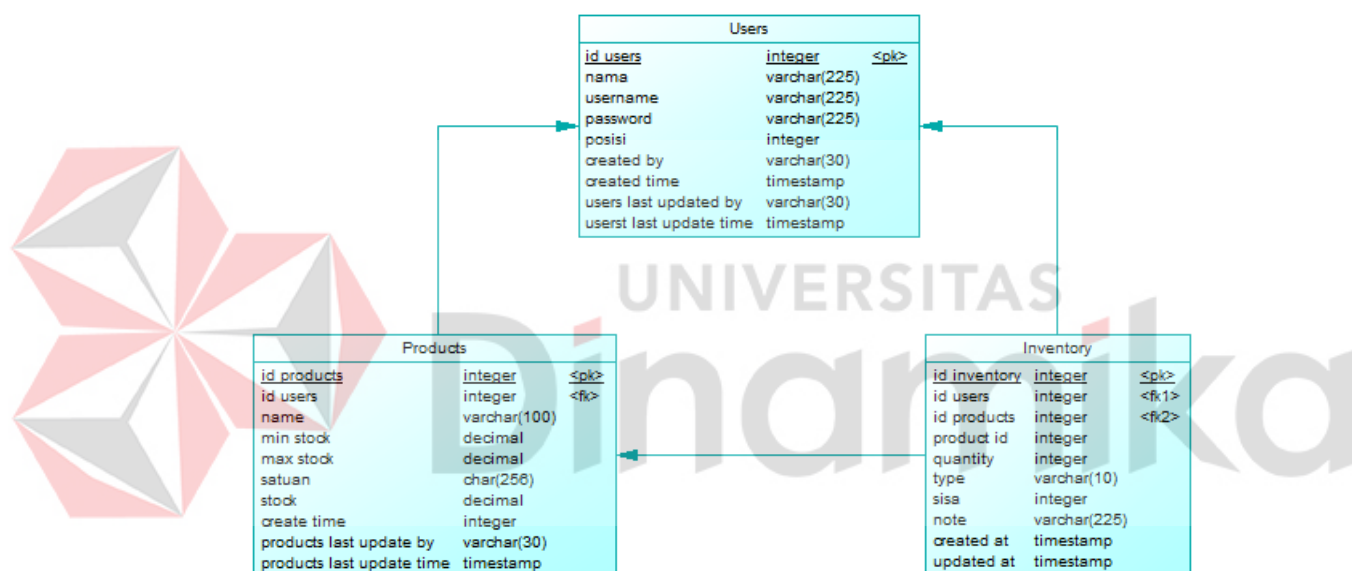 Users
id users integer <pk>
nama varchar(225)
username varchar(225)
password varchar(225)
posisi integer
created by varchar(30)
created time timestamp
users last updated by varchar(30)
userst last update time timestamp
UNIVERSITAS
Dinamika
Products
id products integer <pk>
id users integer <fk>
name varchar(100)
min stock decimal
max stock decimal
satuan char(256)
stock decimal
create time integer
products last update by varchar(30)
products last update time timestamp
Inventory
id inventory integer <pk>
id users integer <fk1>
id products integer <fk2>
product id integer
quantity integer
type varchar(10)
sisa integer
note varchar(225)
created at timestamp
updated at timestamp